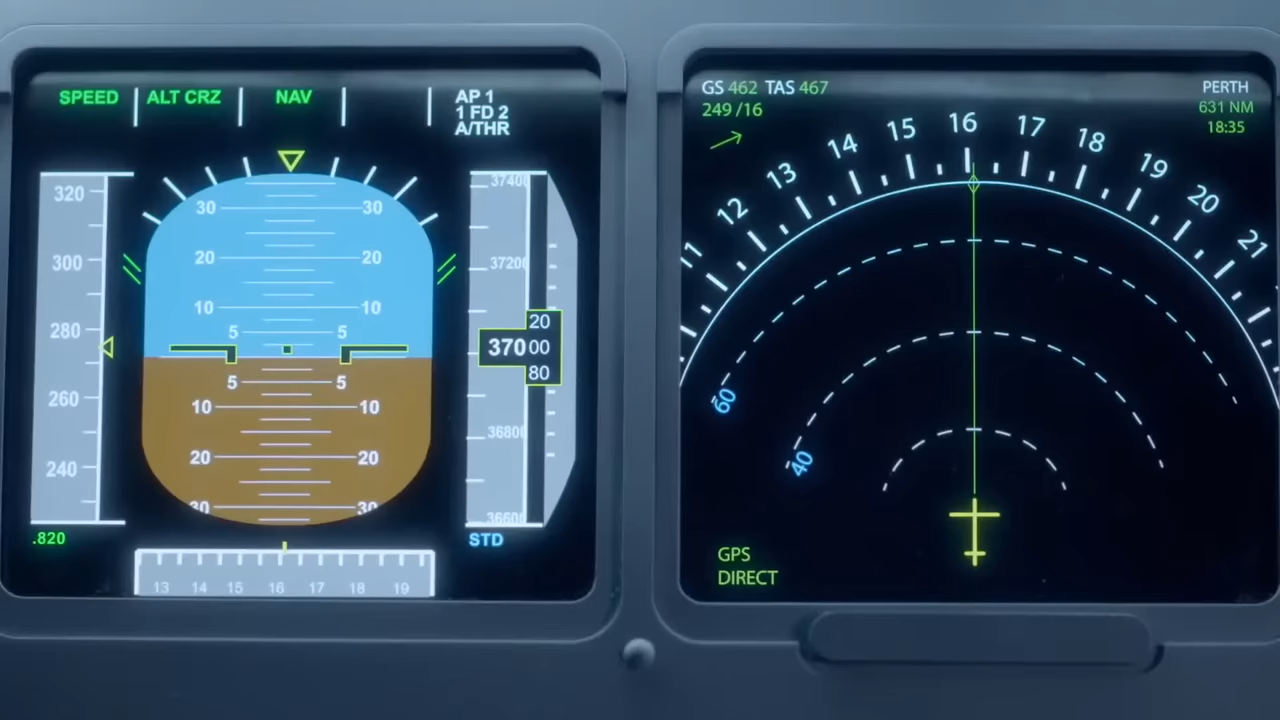 SPEED ALT CRZ NAV AP 1
1 FD 2
A/THR
320
300
280
260
240
.820
30 30
20 20
10 10
5 5
5 5
10 10
20 20
30 30
37400
37200
20
370 00
80
36800
36600
STD
13 14 15 16 17 18 19
GS 462 TAS 467
249 /16
PERTH
631 NM
18:35
11 12 13 14 15 16 17 18 19 20 21
60
40
GPS
DIRECT